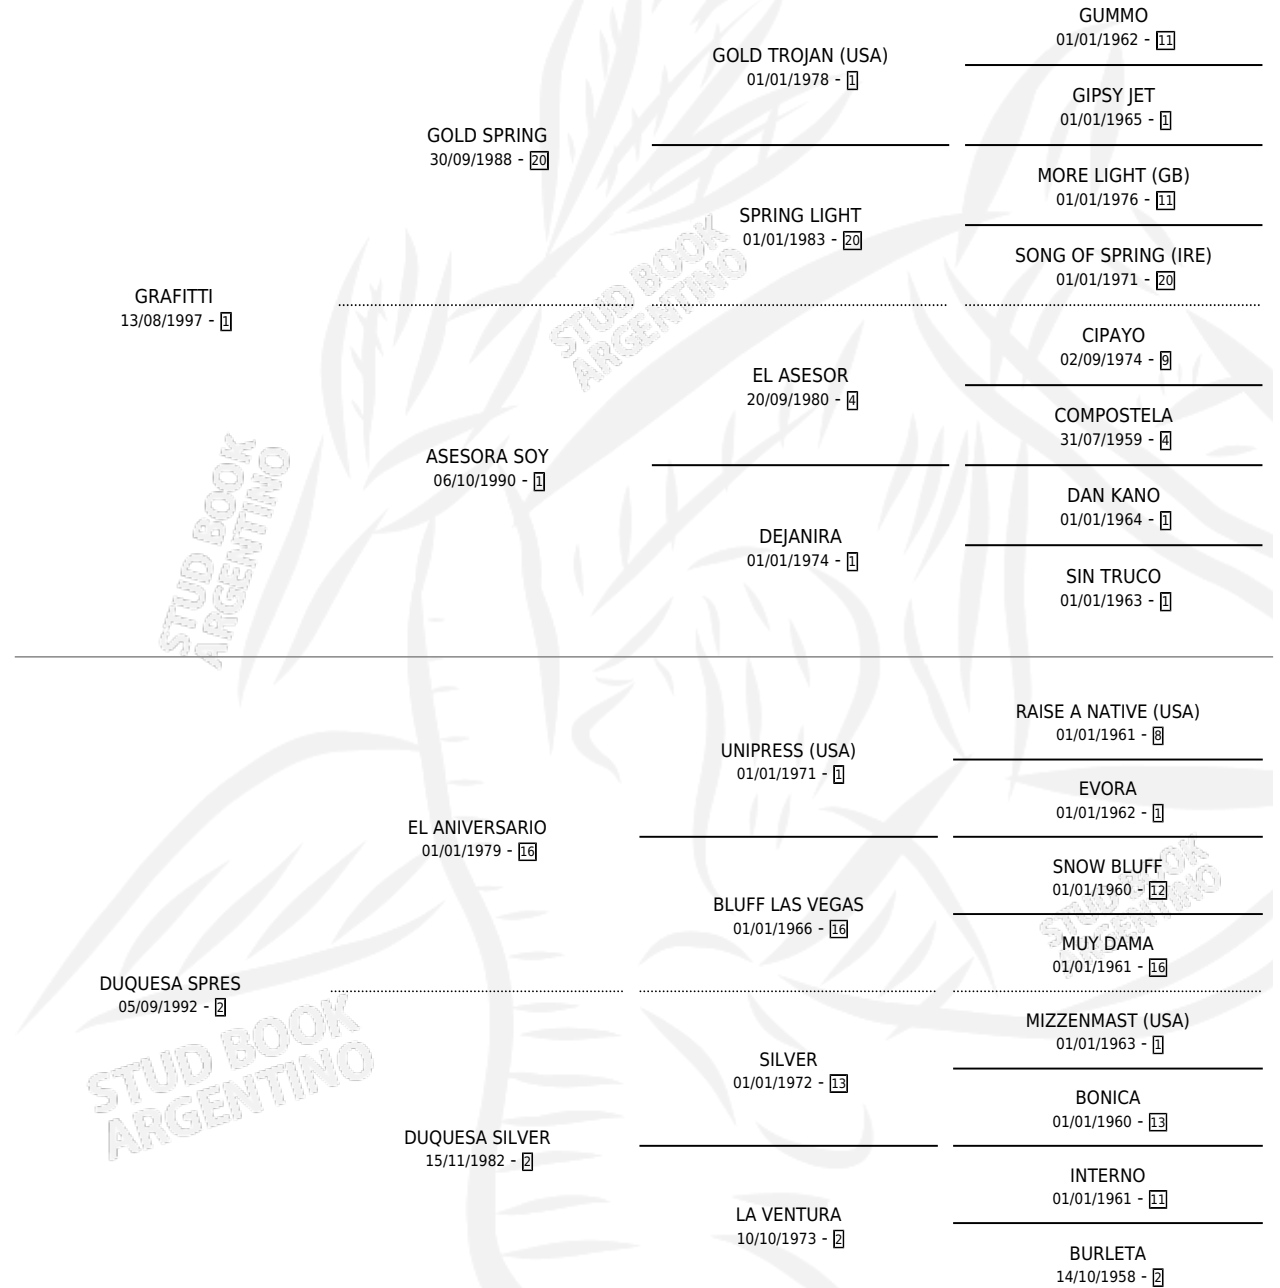 GUMMO
01/01/1962 - 11
GOLD TROJAN (USA)
01/01/1978 - 1
GIPSY JET
01/01/1965 - 1
GOLD SPRING
30/09/1988 - 20
MORE LIGHT (GB)
01/01/1976 - 11
SPRING LIGHT
01/01/1983 - 20
SONG OF SPRING (IRE)
01/01/1971 - 20
GRAFITTI
13/08/1997 - 1
CIPAYO
02/09/1974 - 9
EL ASESOR
20/09/1980 - 4
COMPOSTELA
31/07/1959 - 4
ASESORA SOY
06/10/1990 - 1
DAN KANO
01/01/1964 - 1
DEJANIRA
01/01/1974 - 1
SIN TRUCO
01/01/1963 - 1
RAISE A NATIVE (USA)
01/01/1961 - 8
UNIPRESS (USA)
01/01/1971 - 1
EVORA
01/01/1962 - 1
EL ANIVERSARIO
01/01/1979 - 16
SNOW BLUFF
01/01/1960 - 12
BLUFF LAS VEGAS
01/01/1966 - 16
MUY DAMA
01/01/1961 - 16
DUQUESA SPRES
05/09/1992 - 2
MIZZENMAST (USA)
01/01/1963 - 1
SILVER
01/01/1972 - 13
BONICA
01/01/1960 - 13
DUQUESA SILVER
15/11/1982 - 2
INTERNO
01/01/1961 - 11
LA VENTURA
10/10/1973 - 2
BURLETA
14/10/1958 - 2
STUD BOOK
ARGENTINO
STUD BOOK
ARGENTINO
STUD BOOK
ARGENTINO
STUD BOOK
ARGENTINO